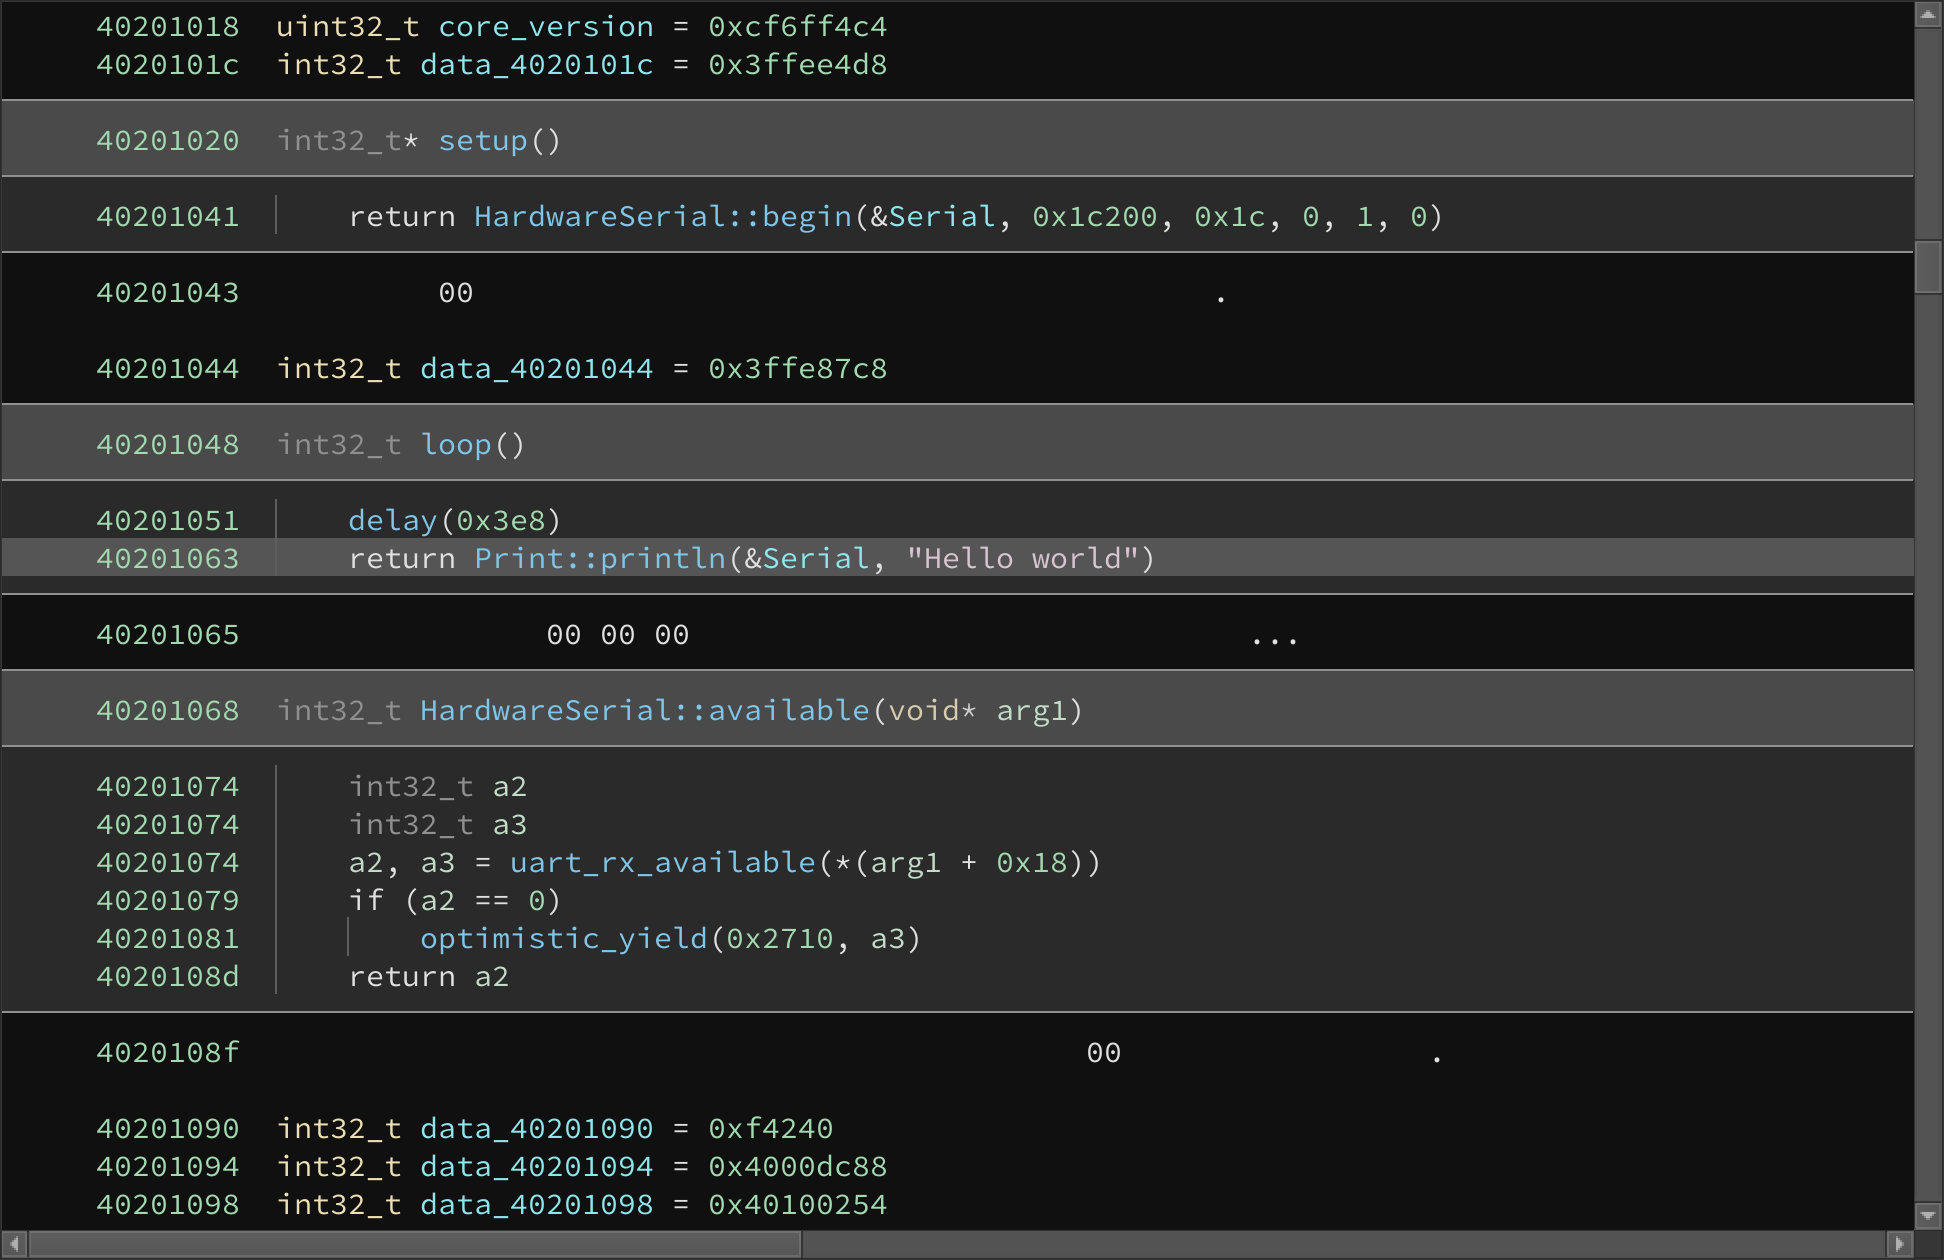 40201018 uint32_t core_version = 0xcf6ff4c4
4020101c int32_t data_4020101c = 0x3ffee4d8
40201020 int32_t* setup()
40201041 return HardwareSerial::begin(&Serial, 0x1c200, 0x1c, 0, 1, 0)
40201043 00 .
40201044 int32_t data_40201044 = 0x3ffe87c8
40201048 int32_t loop()
40201051 delay(0x3e8)
40201063 return Print::println(&Serial, "Hello world")
40201065 00 00 00 ...
40201068 int32_t HardwareSerial::available(void* arg1)
40201074 int32_t a2
40201074 int32_t a3
40201074 a2, a3 = uart_rx_available(*(arg1 + 0x18))
40201079 if (a2 == 0)
40201081 optimistic_yield(0x2710, a3)
4020108d return a2
4020108f 00 .
40201090 int32_t data_40201090 = 0xf4240
40201094 int32_t data_40201094 = 0x4000dc88
40201098 int32_t data_40201098 = 0x40100254